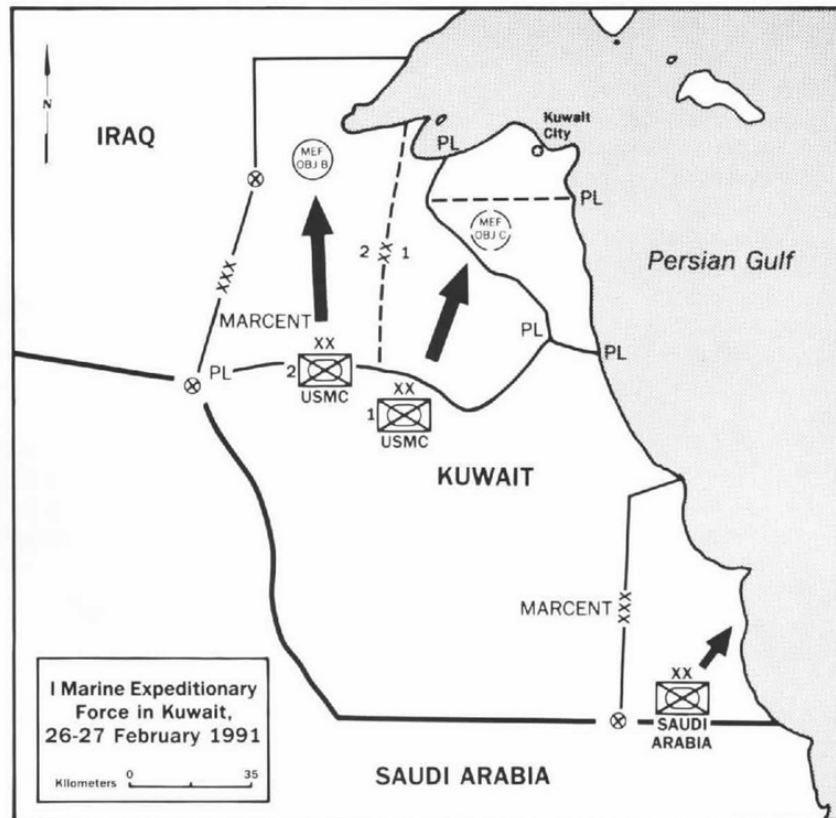 N
IRAQ
Kuwait
City
PL
MEF
OBJ B
PL
MEF
OBJ C
2 XX 1
XXX
Persian Gulf
MARCENT
PL
PL
PL
XX
2
USMC
XX
1
USMC
KUWAIT
MARCENT
XXX
XX
SAUDI
ARABIA
I Marine Expeditionary
Force in Kuwait,
26-27 February 1991
Kilometers 0 35
SAUDI ARABIA